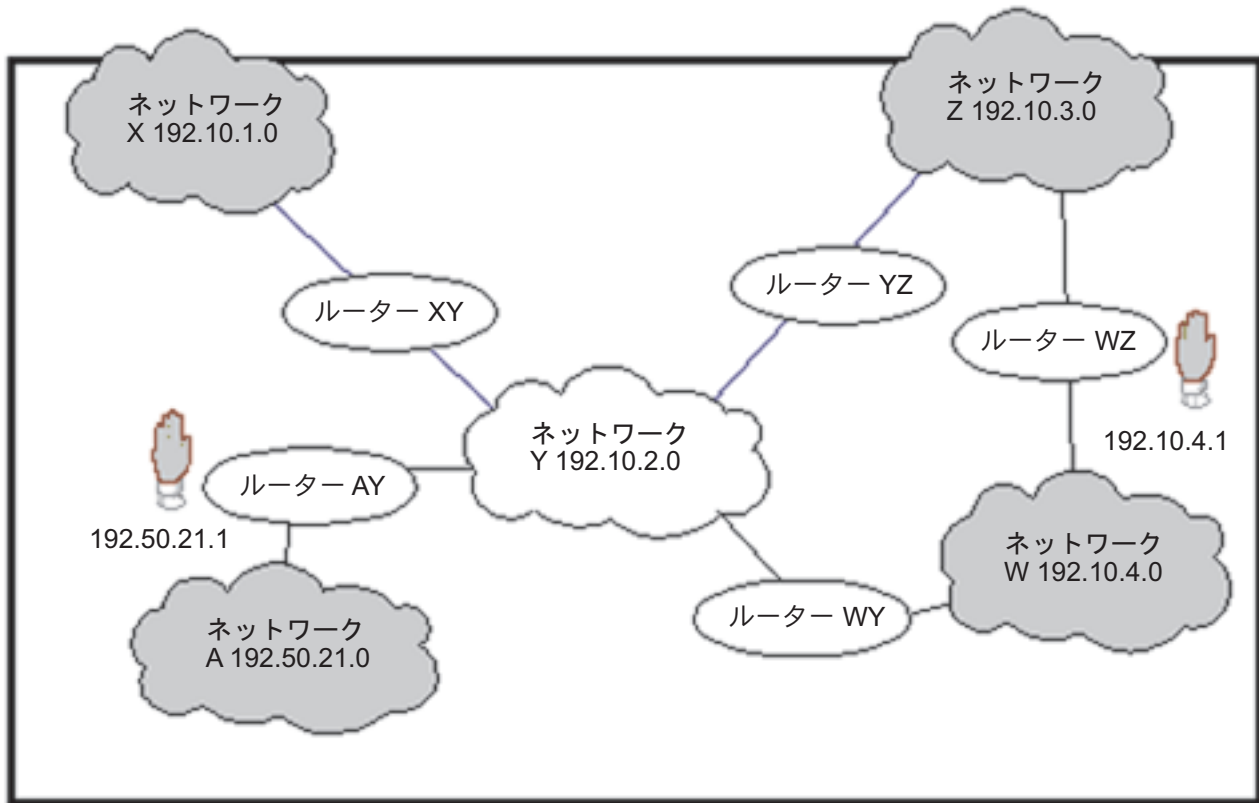 ネットワーク
X 192.10.1.0
ネットワーク
Z 192.10.3.0
ルーター XY
ルーター YZ
ルーター WZ
192.10.4.1
ネットワーク
Y 192.10.2.0
ルーター AY
192.50.21.1
ネットワーク
W 192.10.4.0
ルーター WY
ネットワーク
A 192.50.21.0